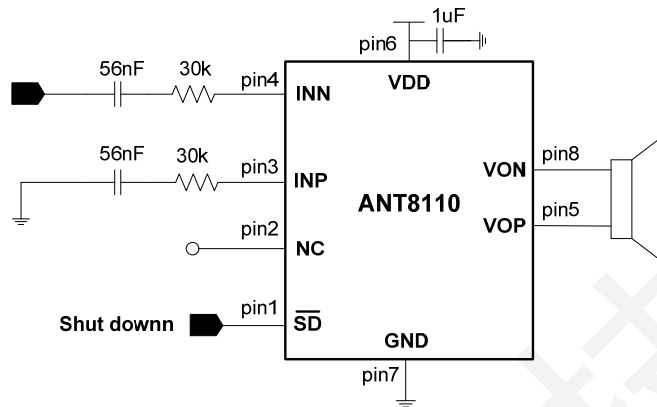 1uF
pin6
56nF 30k pin4 INN VDD
56nF 30k pin3 INP
VON pin8
ANT8110
VOP pin5
pin2 NC
Shut downn pin1 SD
GND
pin7